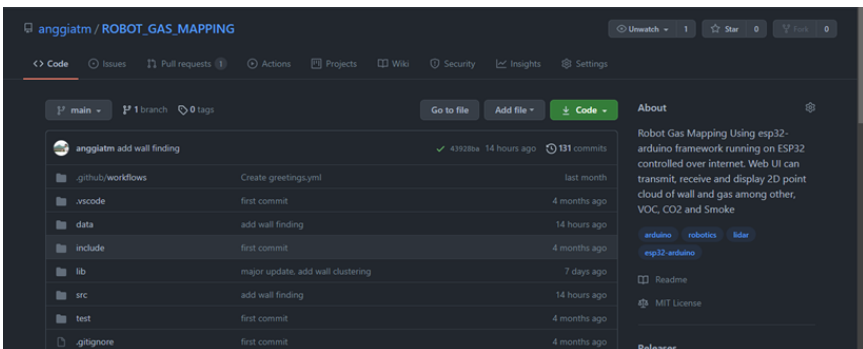 anggiatm / ROBOT_GAS_MAPPING
Unwatch 1 Star 0 Fork 0
Code Issues Pull requests 1 Actions Projects Wiki Security Insights Settings
main 1 branch 0 tags Go to file Add file Code
anggiatm add wall finding 43928ba 14 hours ago 131 commits
.github/workflows Create greetings.yml last month
.vscode first commit 4 months ago
data add wall finding 14 hours ago
include first commit 4 months ago
lib major update, add wall clustering 7 days ago
src add wall finding 14 hours ago
test first commit 4 months ago
.gitignore first commit 4 months ago
About
Robot Gas Mapping Using esp32-
arduino framework running on ESP32
controlled over internet. Web UI can
transmit, receive and display 2D point
cloud of wall and gas among other,
VOC, CO2 and Smoke
arduino robotics lidar
esp32-arduino
Readme
MIT License
Releases